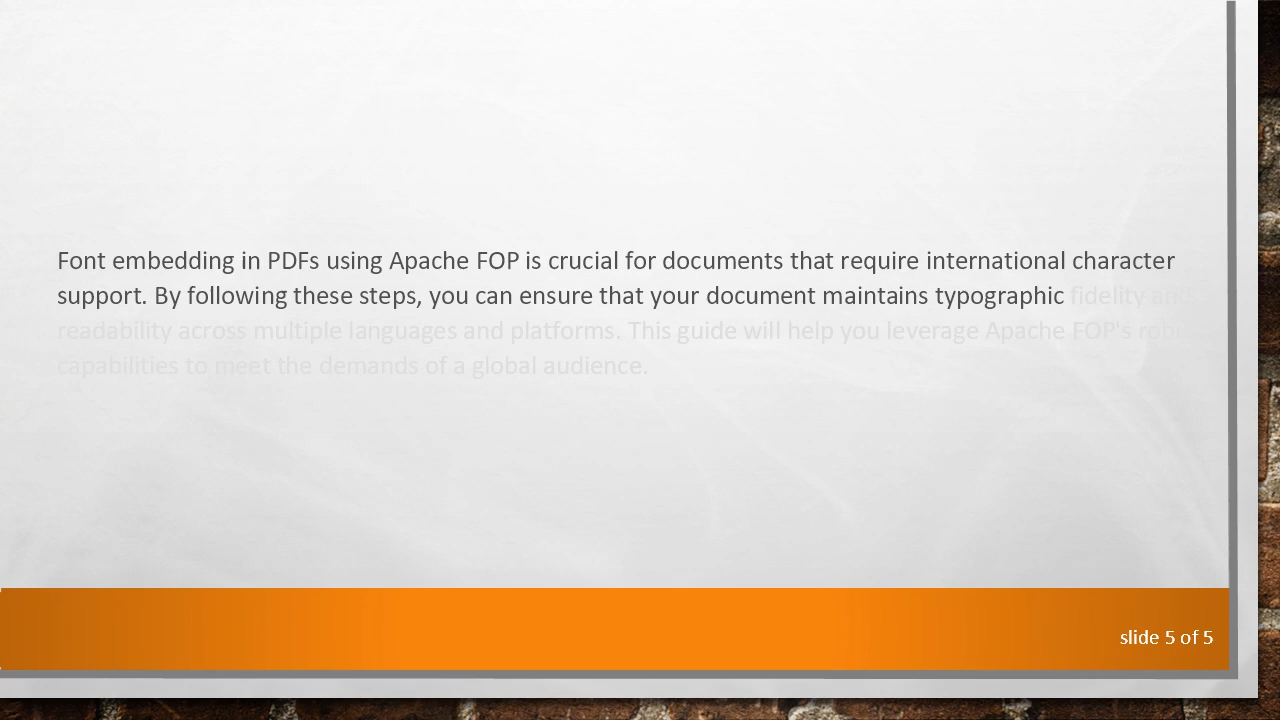 Font embedding in PDFs using Apache FOP is crucial for documents that require international character
support. By following these steps, you can ensure that your document maintains typographic fidelity and
readability across multiple languages and platforms. This guide will help you leverage Apache FOP's
capabilities to meet the demands of a global audience.
slide 5 of 5